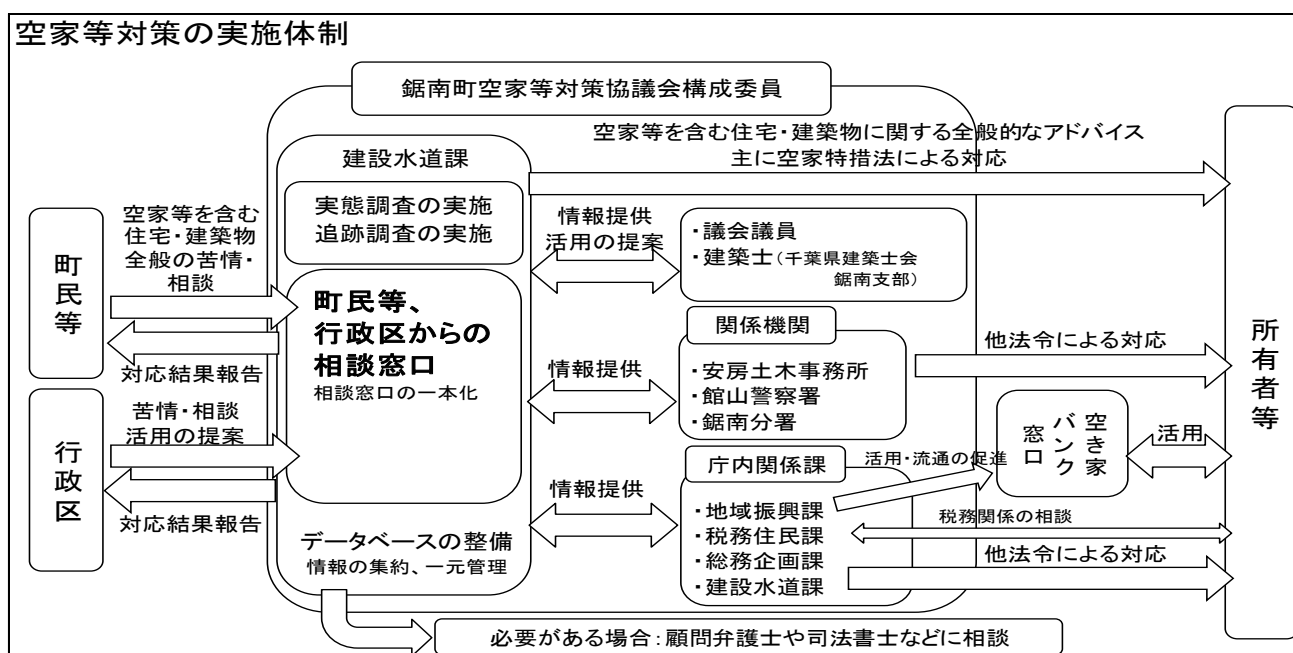 空家等対策の実施体制
鋸南町空家等対策協議会構成委員
空家等を含む住宅・建築物に関する全般的なアドバイス
主に空家特措法による対応
建設水道課
実態調査の実施
追跡調査の実施
町民等、
行政区からの
相談窓口
相談窓口の一本化
データベースの整備
情報の集約、一元管理
町民等
空家等を含む
住宅・建築物
全般の苦情・
相談
対応結果報告
行政区
苦情・相談
活用の提案
対応結果報告
情報提供
活用の提案
・議会議員
・建築士(千葉県建築士会
鋸南支部)
情報提供
関係機関
・安房土木事務所
・館山警察署
・鋸南分署
他法令による対応
情報提供
庁内関係課
・地域振興課
・税務住民課
・総務企画課
・建設水道課
活用・流通の促進
空き家
バンク
窓口
活用
税務関係の相談
他法令による対応
所有者等
必要がある場合:顧問弁護士や司法書士などに相談